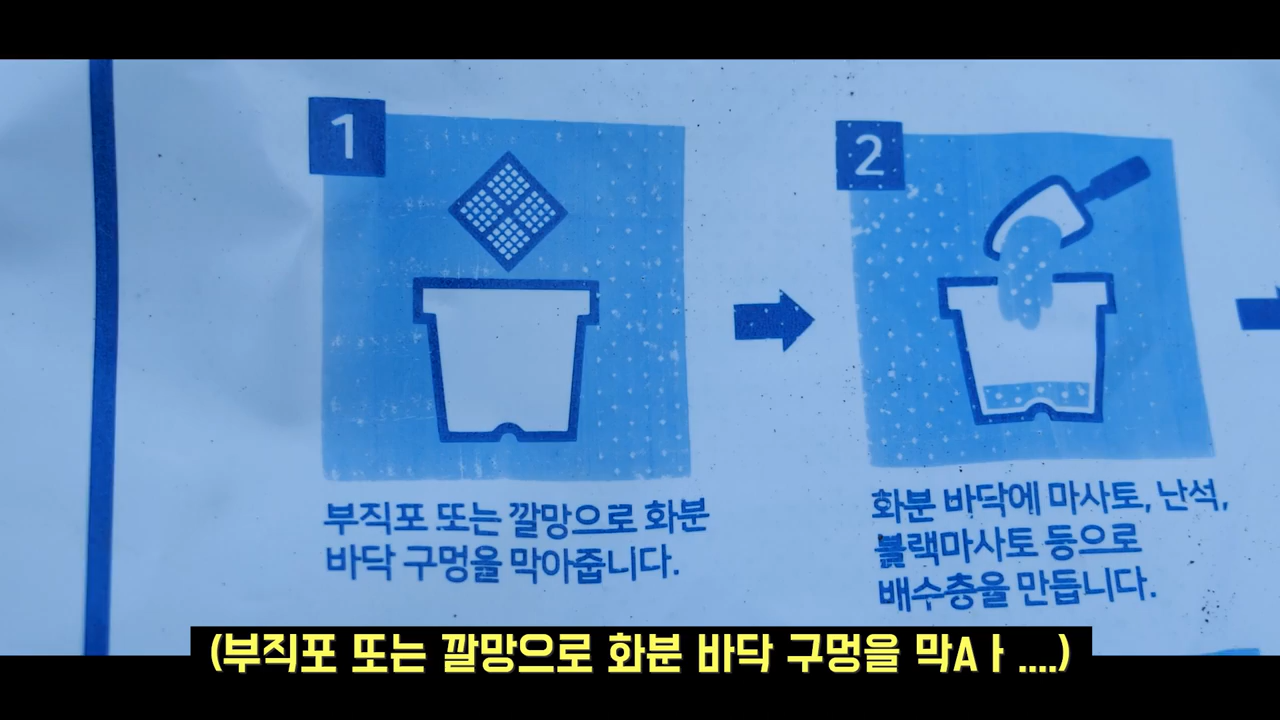 1
부직포 또는 깔망으로 화분
바닥 구멍을 막아줍니다.
2
화분 바닥에 마사토, 난석,
블랙마사토 등으로
배수층을 만듭니다.
(부직포 또는 깔망으로 화분 바닥 구멍을 막Aㅏ ....)